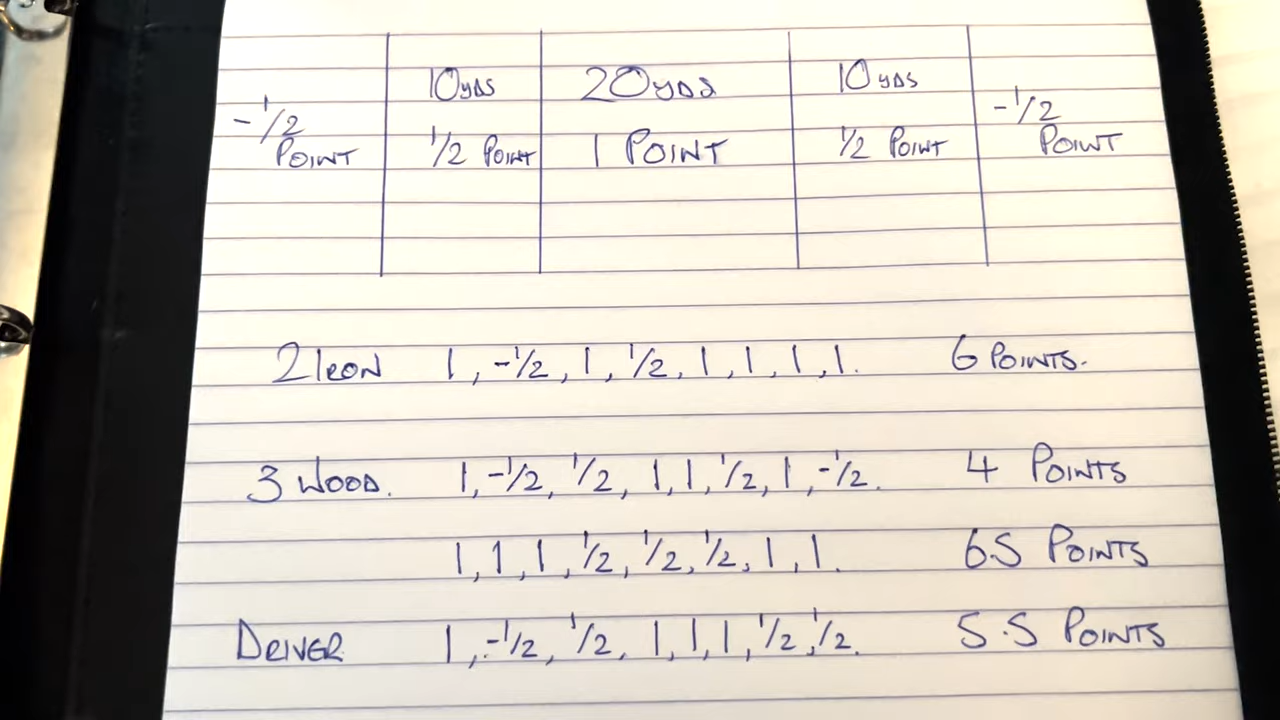 10yds 20yds 10yds
-1/2 POINT 1/2 POINT 1 POINT 1/2 POINT -1/2 POINT
2 IRON 1, -1/2, 1, 1/2, 1, 1, 1, 1. 6 POINTS.
3 WOOD. 1, -1/2, 1/2, 1, 1, 1/2, 1, -1/2. 4 POINTS
1, 1, 1, 1/2, 1/2, 1/2, 1, 1. 6.5 POINTS
DRIVER 1, -1/2, 1/2, 1, 1, 1, 1/2, 1/2. 5.5 POINTS